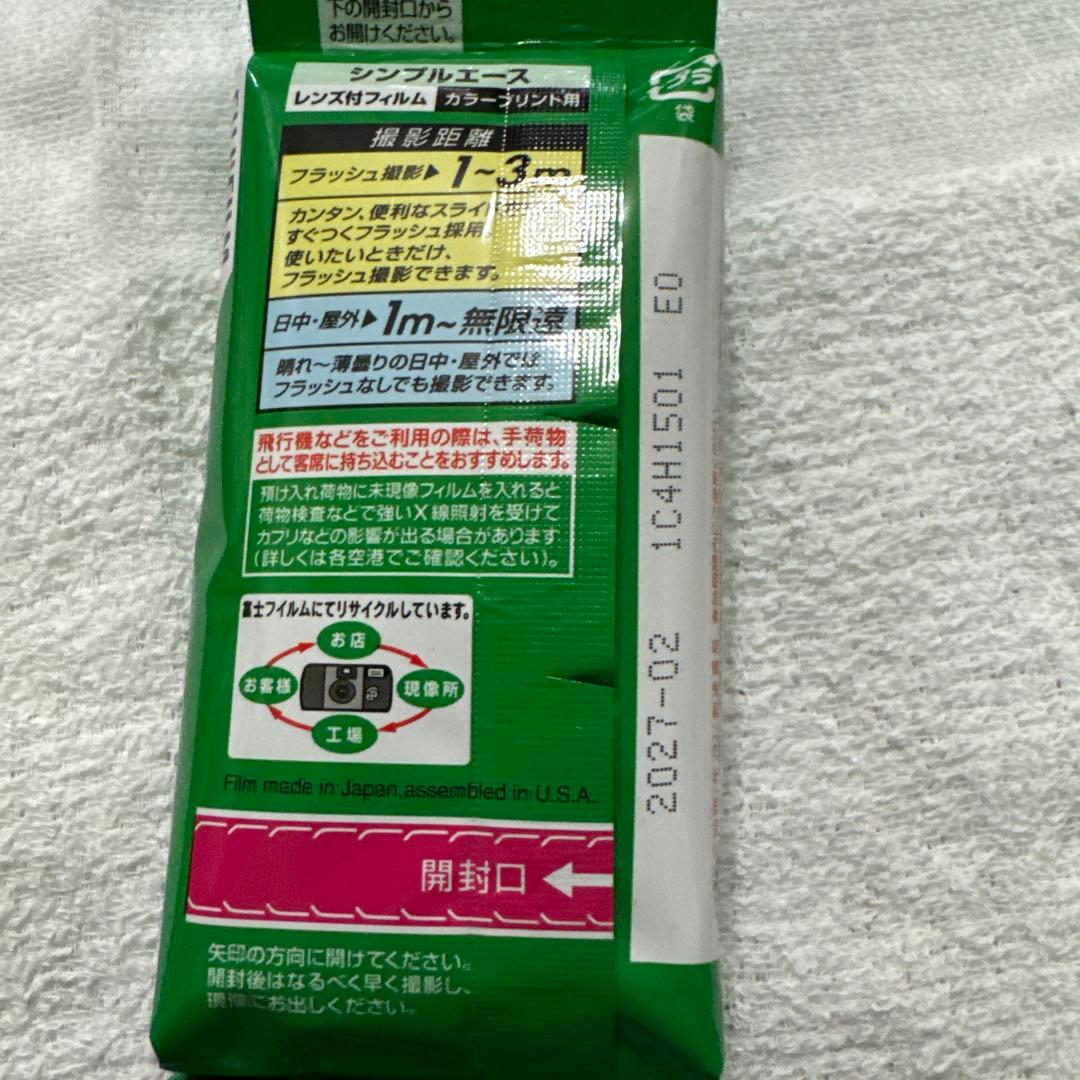 下の開封口から
お開けください。
シンプルエース
レンズ付フィルム カラープリント用
撮影距離
フラッシュ撮影▶1~3m
カンタン、便利なスライ
すぐつくフラッシュ採用。
使いたいときだけ、
フラッシュ撮影できます。
日中・屋外▶1m~無限遠
晴れ～薄曇りの日中・屋外では
フラッシュなしでも撮影できます。
飛行機などをご利用の際は、手荷物
として客席に持ち込むことをおすすめします。
預け入れ荷物に未現像フィルムを入れると
荷物検査などで強いX線照射を受けて
カブリなどの影響が出る場合があります
(詳しくは各空港でご確認ください)。
富士フイルムにてリサイクルしています。
お店
お客様
現像所
工場
Film made in Japan,assembled in U.S.A.
開封口
矢印の方向に開けてください。
開封後はなるべく早く撮影し、
現像にお出しください。
プラ
袋
2027-02 1C4H1501 E0